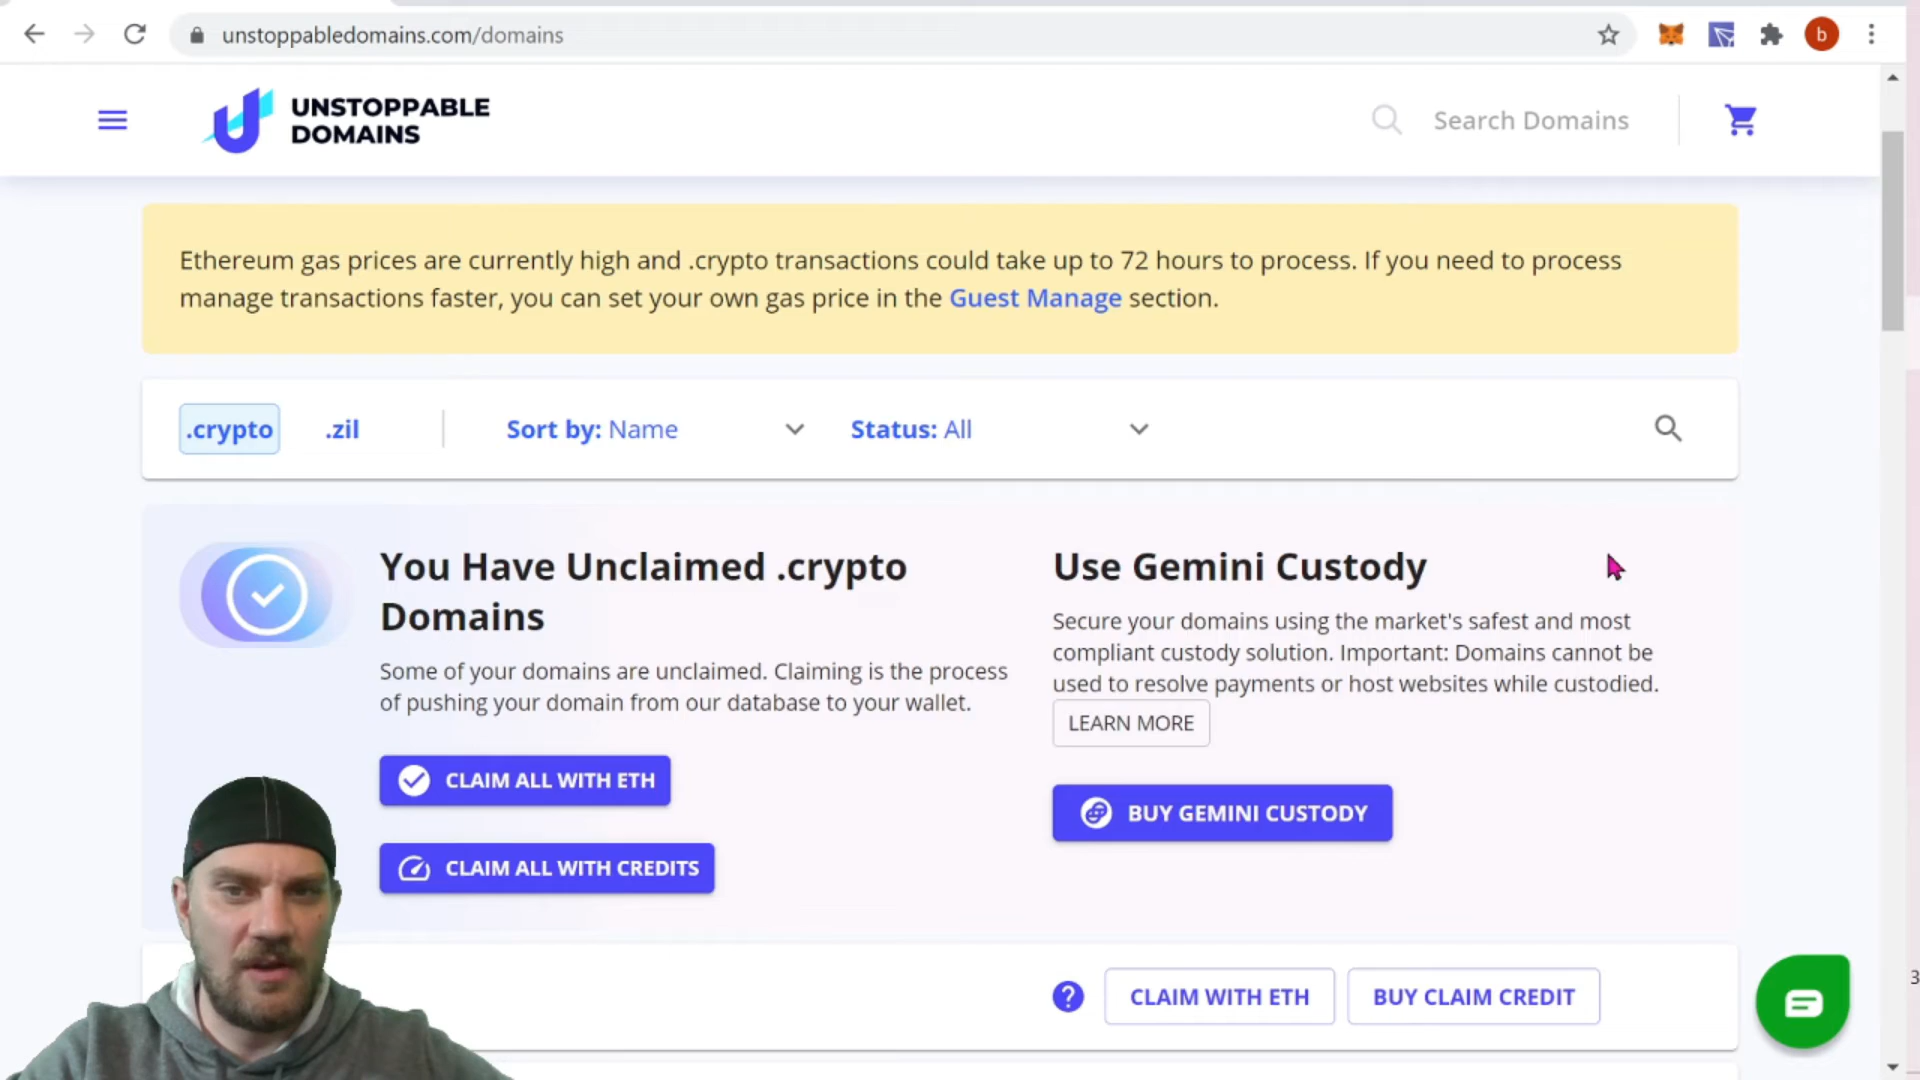 unstoppabledomains.com/domains
b
UNSTOPPABLE
DOMAINS
Search Domains
Ethereum gas prices are currently high and .crypto transactions could take up to 72 hours to process. If you need to process
manage transactions faster, you can set your own gas price in the Guest Manage section.
.crypto
.zil
Sort by: Name
Status: All
You Have Unclaimed .crypto
Domains
Some of your domains are unclaimed. Claiming is the process
of pushing your domain from our database to your wallet.
CLAIM ALL WITH ETH
CLAIM ALL WITH CREDITS
Use Gemini Custody
Secure your domains using the market's safest and most
compliant custody solution. Important: Domains cannot be
used to resolve payments or host websites while custodied.
LEARN MORE
BUY GEMINI CUSTODY
?
CLAIM WITH ETH
BUY CLAIM CREDIT
3